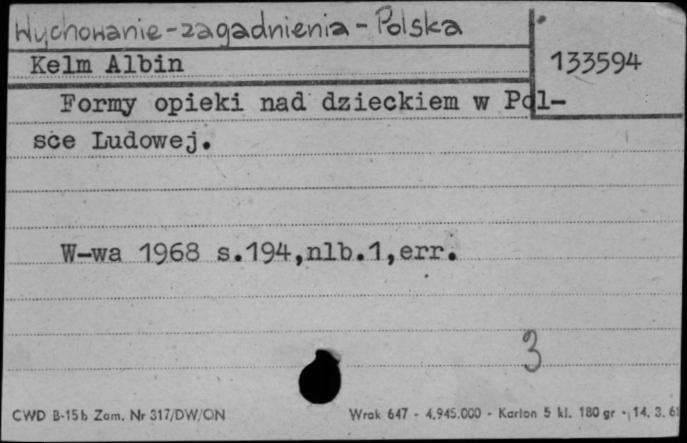 Wychowanie-zagadnienia-Polska
Kelm Albin
133594
Formy opieki nad dzieckiem w Pol-
sce Ludowej.
W-wa 1968 s.194,nlb.1,err.
3
CWD B-15b Zam. Nr 317/DW/ON Wrak 647 - 4.945.000 - Karton 5 kl. 180 gr - 14. 3. 61